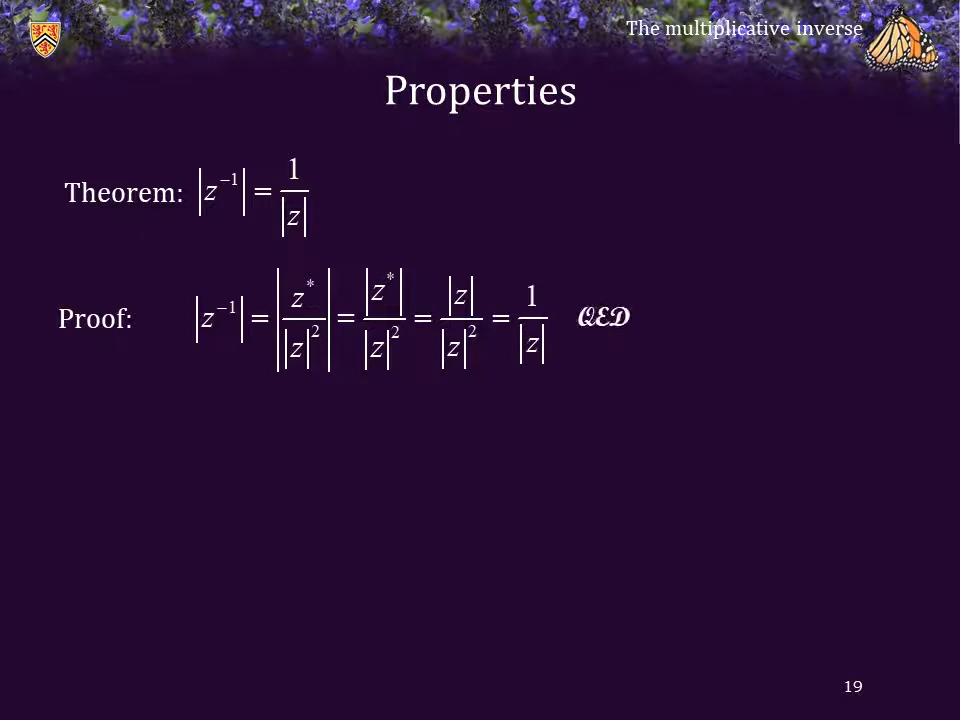 The multiplicative inverse
Properties
Theorem: |z⁻¹| = 1/|z|
Proof: |z⁻¹| = |z*/|z|²| = |z*|/|z|² = |z|/|z|² = 1/|z| QED
19